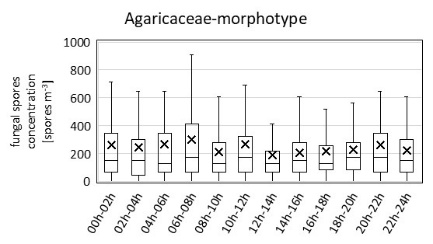 Agaricaceae-morphotype
fungal spores
concentration
[spores m⁻³]
1000
800
600
400
200
0
00h-02h
02h-04h
04h-06h
06h-08h
08h-10h
10h-12h
12h-14h
14h-16h
16h-18h
18h-20h
20h-22h
22h-24h